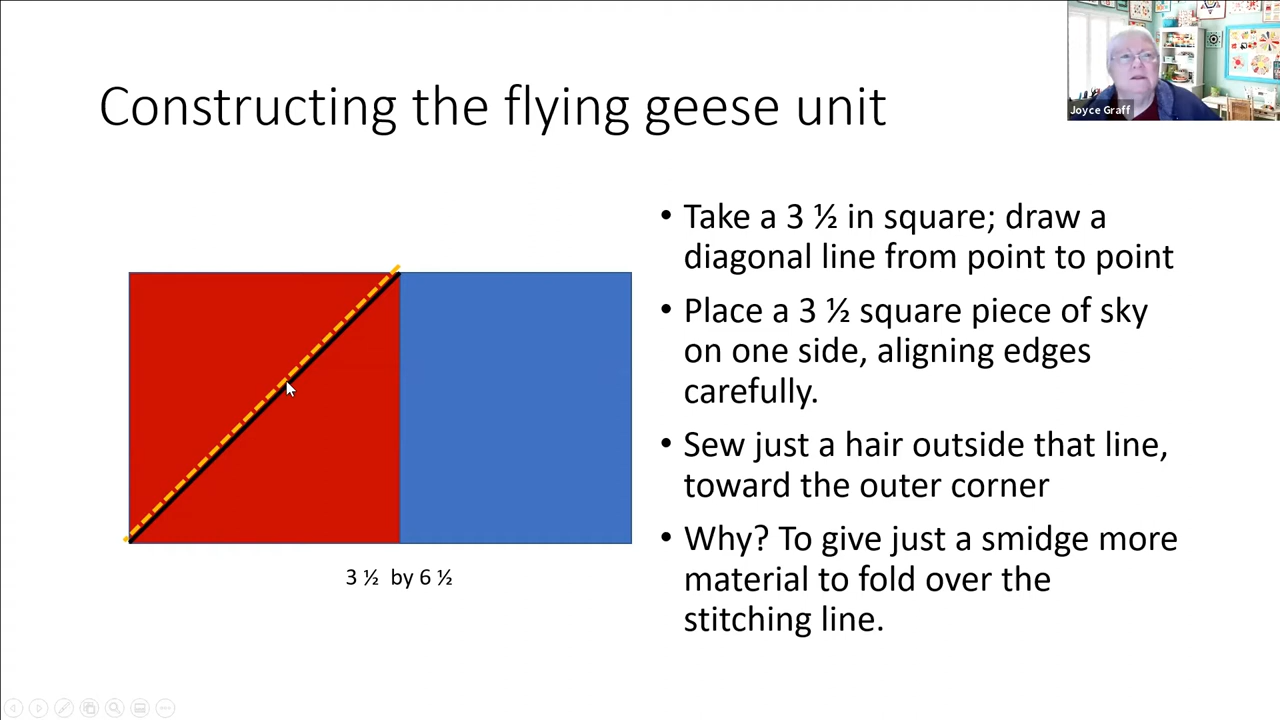 Joyce Graff
Constructing the flying geese unit
• Take a 3 ½ in square; draw a
diagonal line from point to point
• Place a 3 ½ square piece of sky
on one side, aligning edges
carefully.
• Sew just a hair outside that line,
toward the outer corner
• Why? To give just a smidge more
material to fold over the
stitching line.
3 ½  by 6 ½